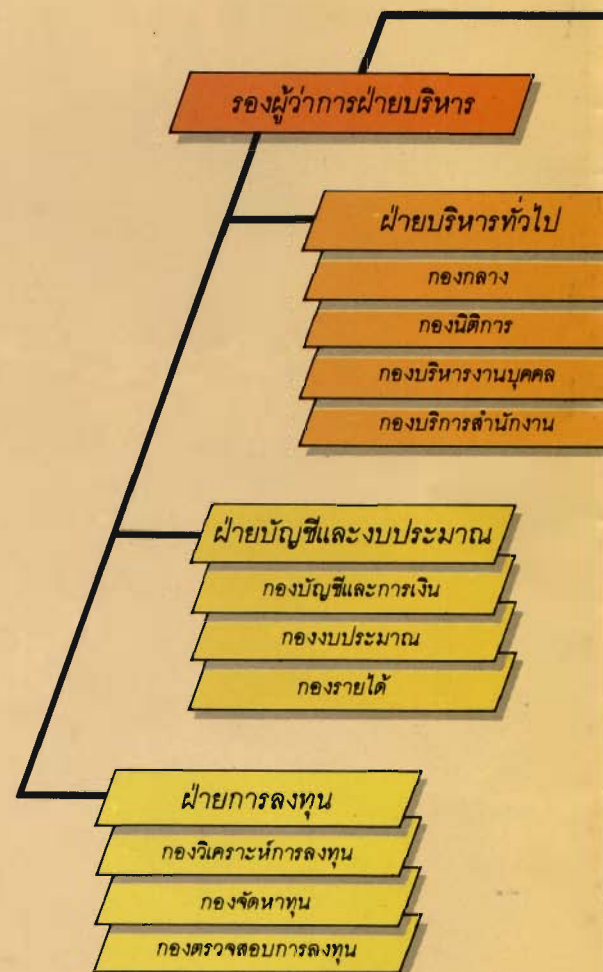 รองผู้ว่าการฝ่ายบริหาร
ฝ่ายบริหารทั่วไป
กองกลาง
กองนิติการ
กองบริหารงานบุคคล
กองบริการสำนักงาน
ฝ่ายบัญชีและงบประมาณ
กองบัญชีและการเงิน
กองงบประมาณ
กองรายได้
ฝ่ายการลงทุน
กองวิเคราะห์การลงทุน
กองจัดหาทุน
กองตรวจสอบการลงทุน